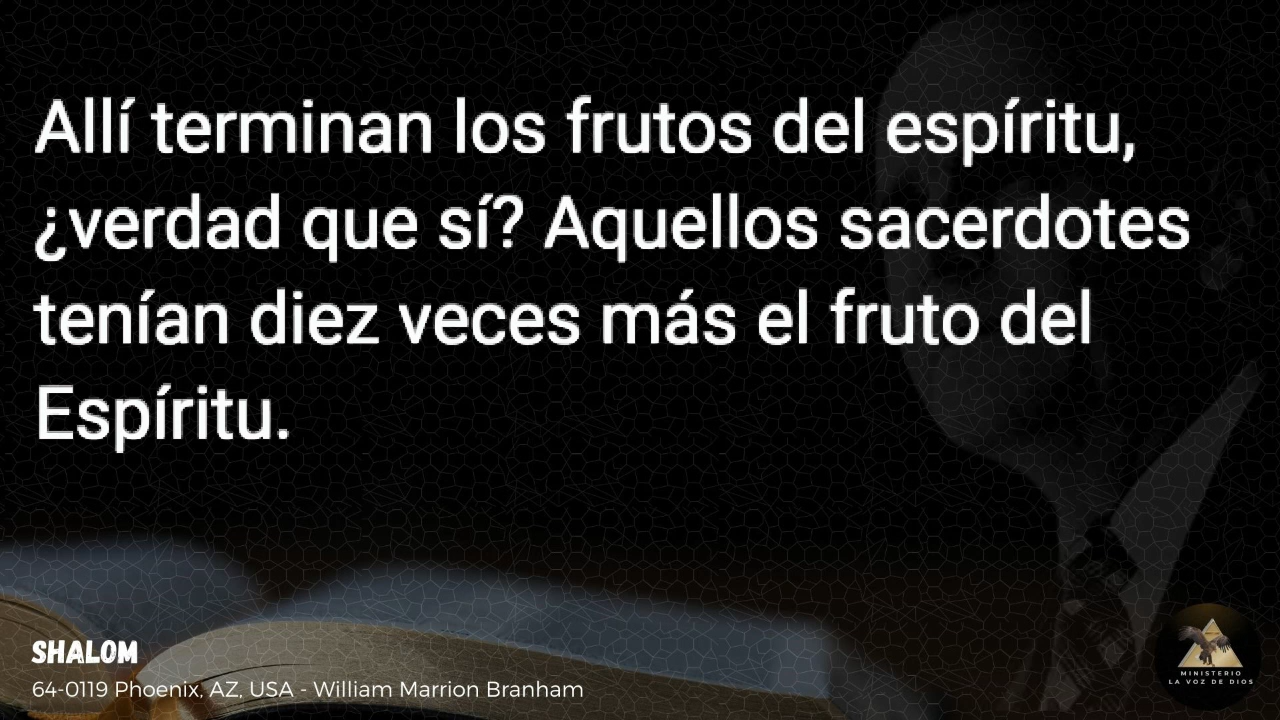 Allí terminan los frutos del espíritu,
¿verdad que sí? Aquellos sacerdotes
tenían diez veces más el fruto del
Espíritu.
SHALOM
64-0119 Phoenix, AZ, USA - William Marrion Branham
MINISTERIO
LA VOZ DE DIOS